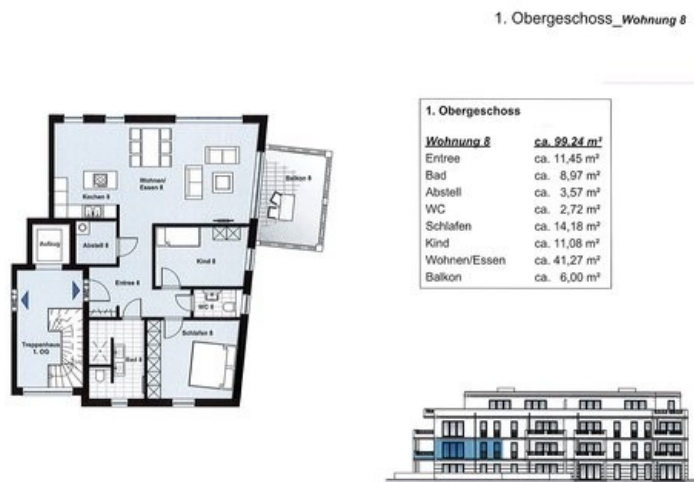 1. Obergeschoss_Wohnung 8
1. Obergeschoss
Wohnung 8 ca. 99,24 m²
Entree ca. 11,45 m²
Bad ca. 8,97 m²
Abstell ca. 3,57 m²
WC ca. 2,72 m²
Schlafen ca. 14,18 m²
Kind ca. 11,08 m²
Wohnen/Essen ca. 41,27 m²
Balkon ca. 6,00 m²
Wohnen/
Essen 8
Balkon 8
Kochen 8
Aufzug
Abstell 8
Kind 8
Entree 8
WC 8
Treppenhaus
1. OG
Bad 8
Schlafen 8